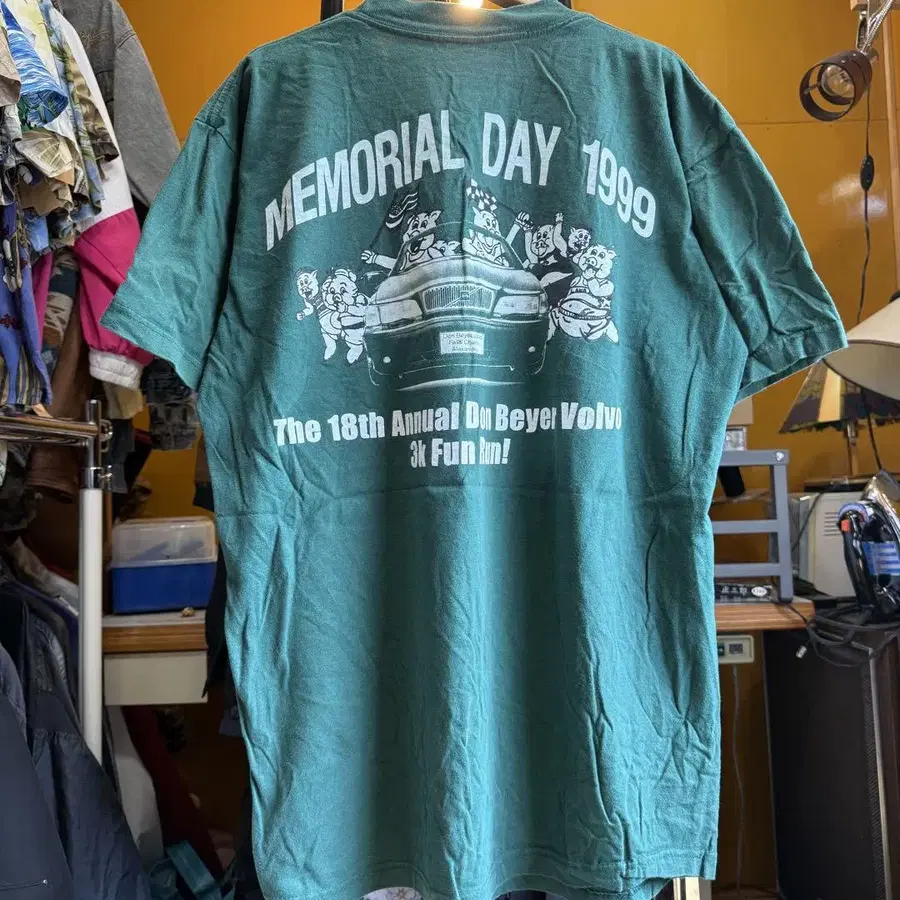 MEMORIAL DAY 1999
The 18th Annual Don Beyer Volvo
3k Fun Run!